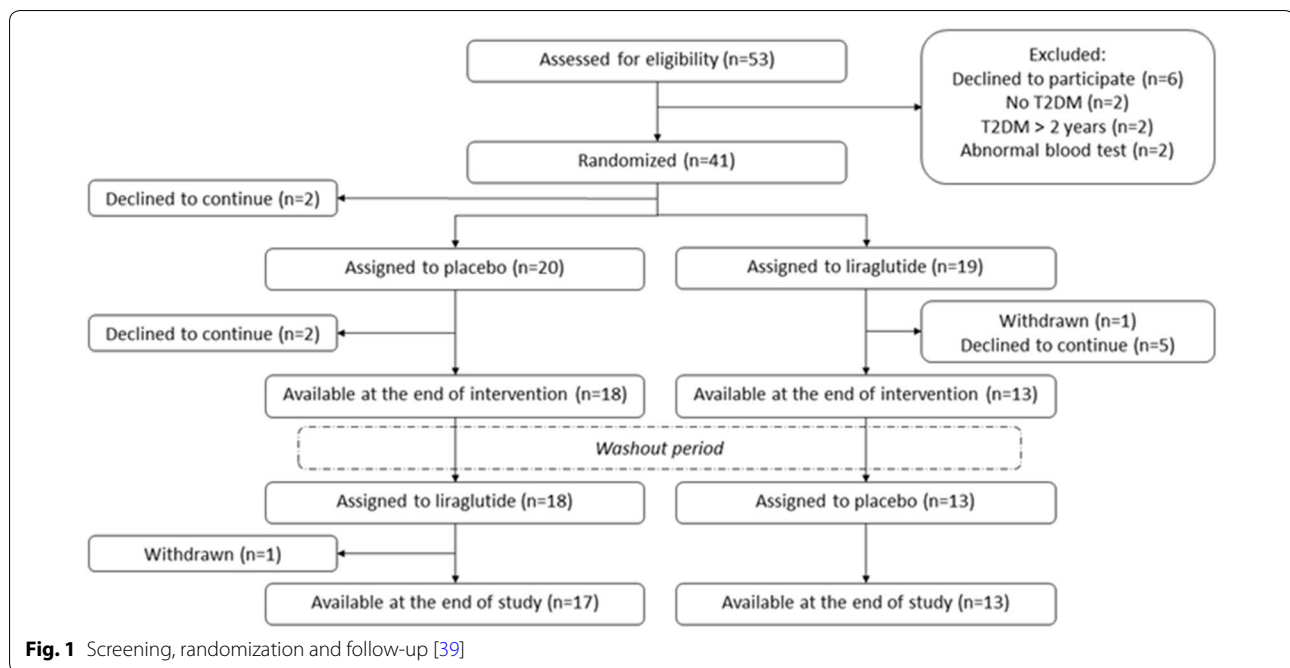 Assessed for eligibility (n=53)
Excluded:
Declined to participate (n=6)
No T2DM (n=2)
T2DM > 2 years (n=2)
Abnormal blood test (n=2)
Randomized (n=41)
Declined to continue (n=2)
Assigned to placebo (n=20)
Assigned to liraglutide (n=19)
Declined to continue (n=2)
Withdrawn (n=1)
Declined to continue (n=5)
Available at the end of intervention (n=18)
Available at the end of intervention (n=13)
Washout period
Assigned to liraglutide (n=18)
Assigned to placebo (n=13)
Withdrawn (n=1)
Available at the end of study (n=17)
Available at the end of study (n=13)
Fig. 1 Screening, randomization and follow-up [39]